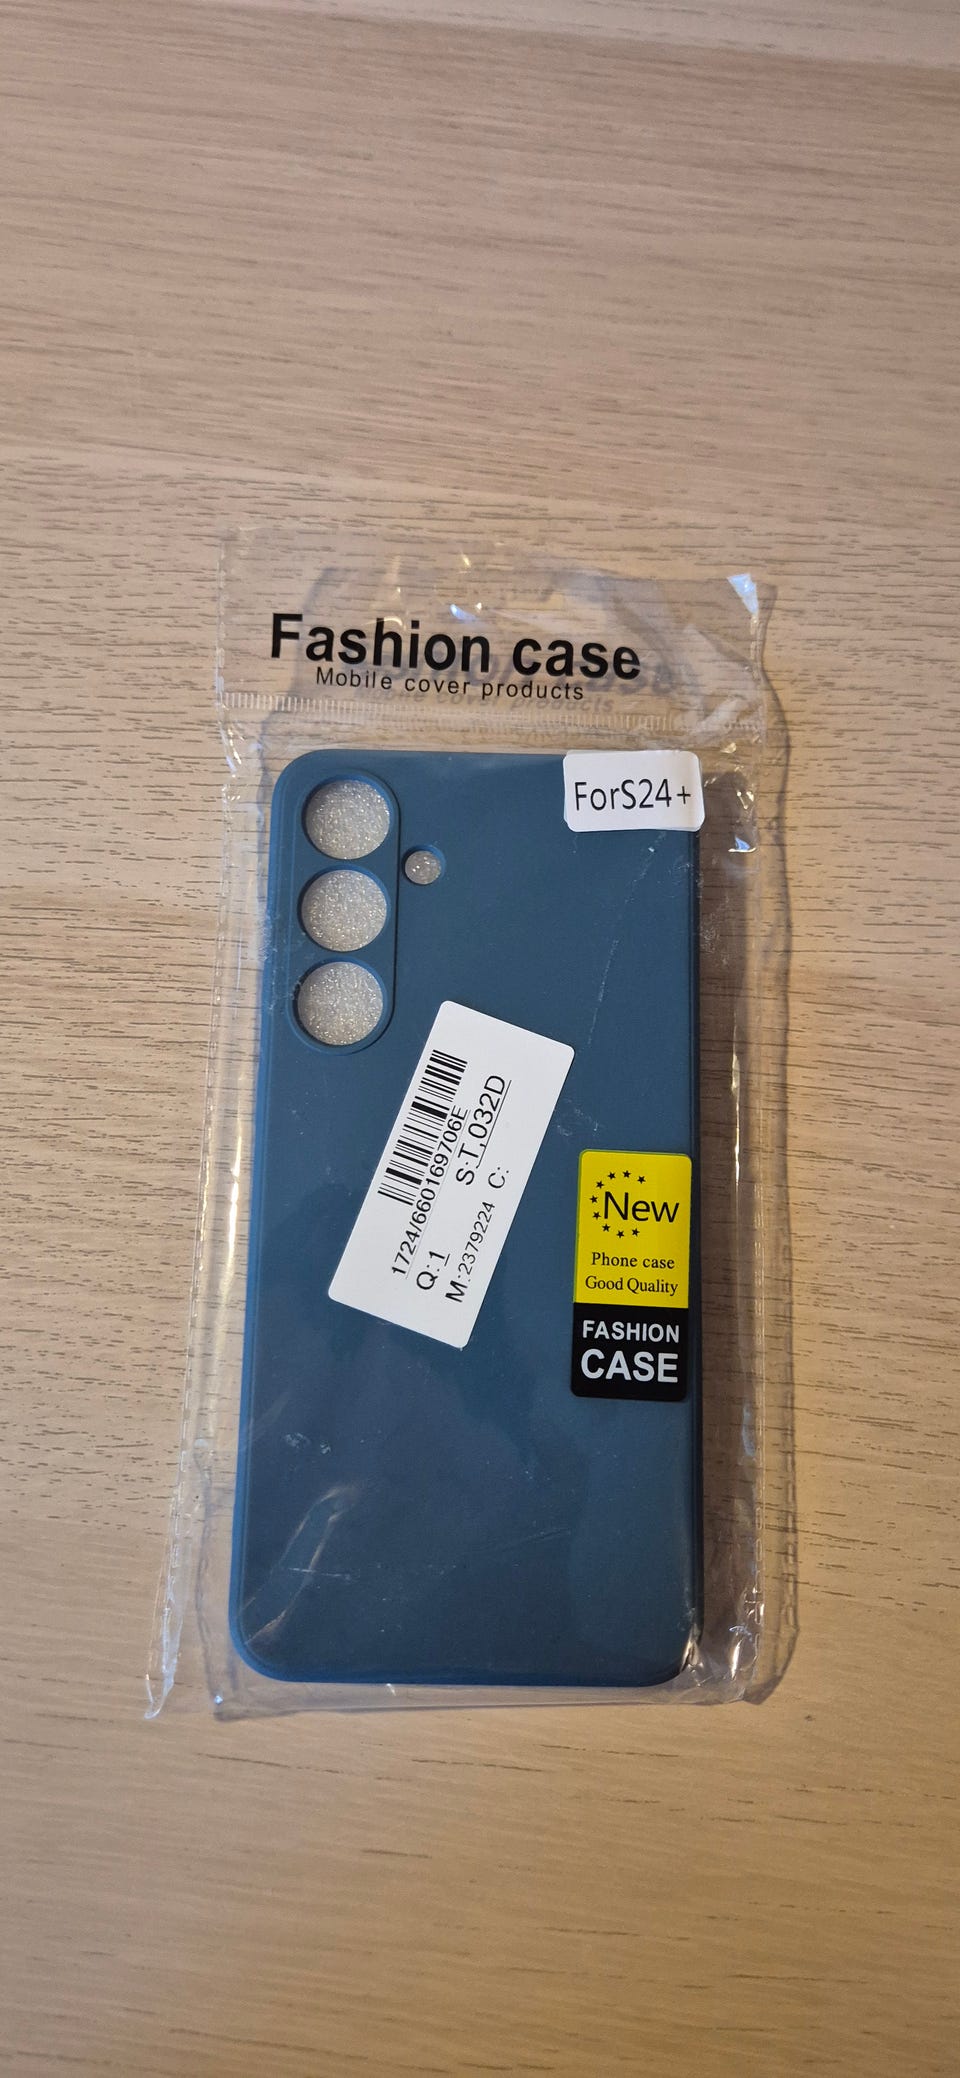 Fashion case
Mobile cover products
ForS24+
1724/660169706E
Q:1 S:T,032D
M:2379224 C:
New
Phone case
Good Quality
FASHION
CASE